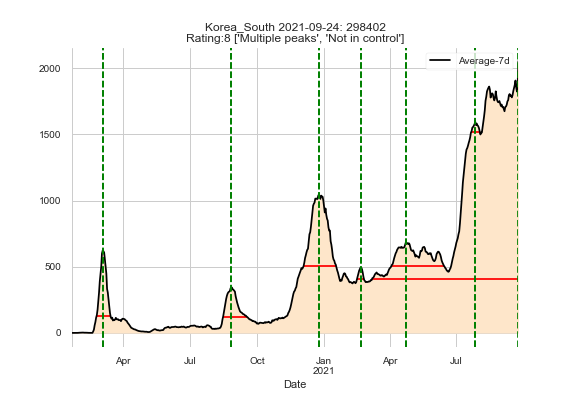 Korea_South 2021-09-24: 298402
Rating:8 ['Multiple peaks', 'Not in control']
Average-7d
2000
1500
1000
500
0
Apr
Jul
Oct
Jan
2021
Apr
Jul
Date